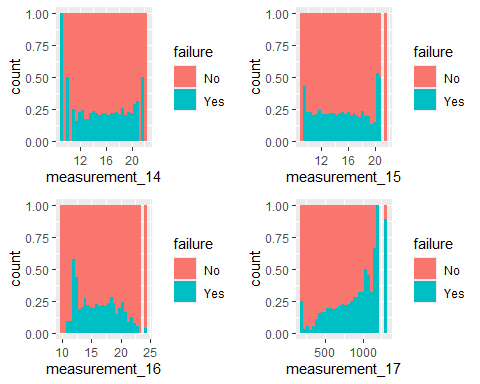 1.00
0.75
0.50
0.25
0.00
count
12 16 20
measurement_14
failure
No
Yes
1.00
0.75
0.50
0.25
0.00
count
12 16 20
measurement_15
failure
No
Yes
1.00
0.75
0.50
0.25
0.00
count
10 15 20 25
measurement_16
failure
No
Yes
1.00
0.75
0.50
0.25
0.00
count
500 1000
measurement_17
failure
No
Yes